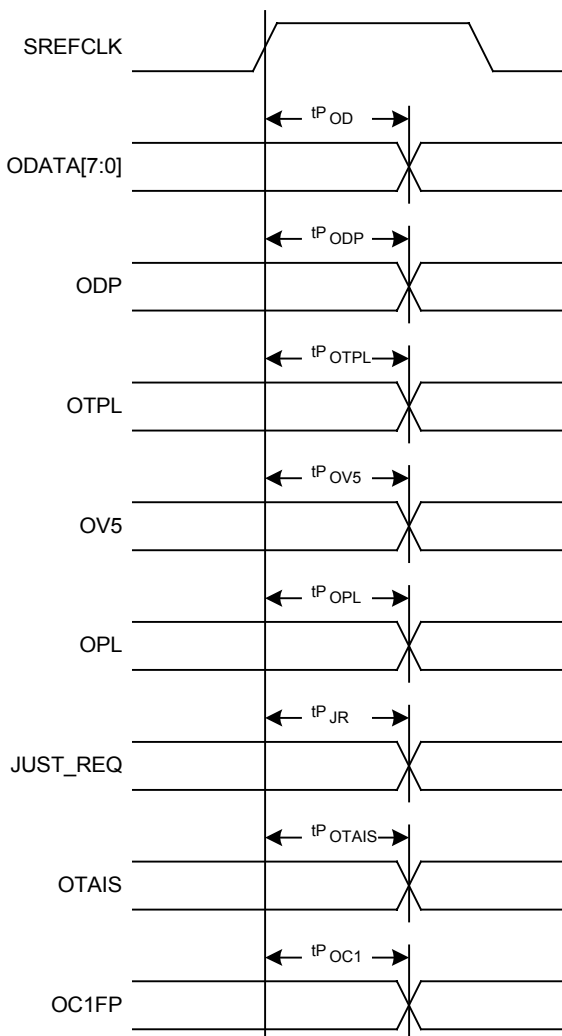 SREFCLK
tP OD
ODATA[7:0]
tP ODP
ODP
tP OTPL
OTPL
tP OV5
OV5
tP OPL
OPL
tP JR
JUST_REQ
tP OTAIS
OTAIS
tP OC1
OC1FP